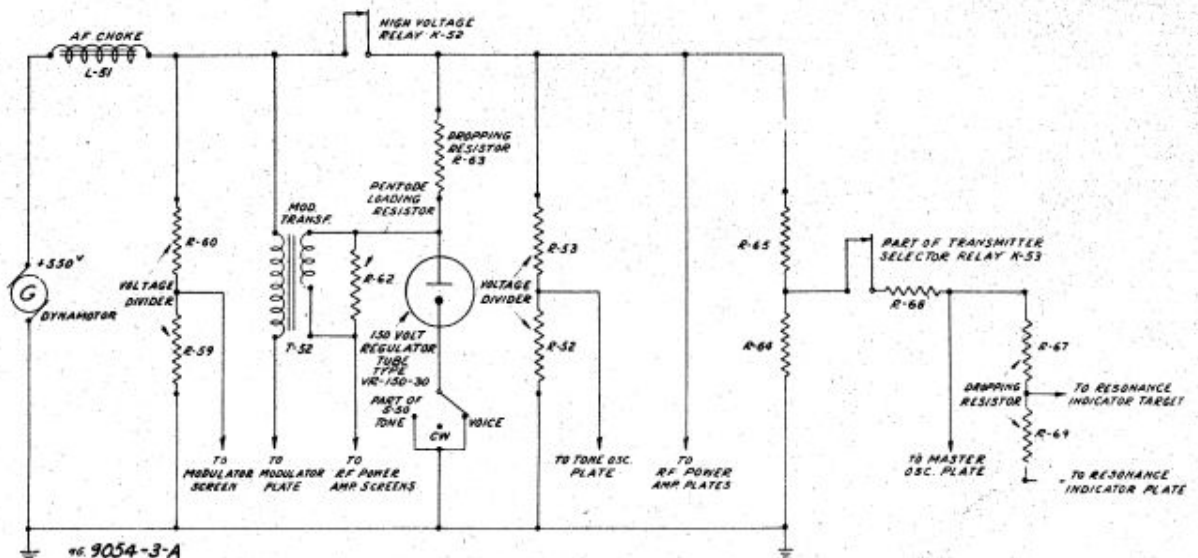 AF CHOKE
L-51
HIGH VOLTAGE
RELAY K-52
DROPPING
RESISTOR
R-63
PENTODE
LOADING
RESISTOR
MOD.
TRANSF.
R-60
R-62
+550 V
G
DYNAMOTOR
VOLTAGE
DIVIDER
R-59
T-52
150 VOLT
REGULATOR
TUBE
TYPE
VR-150-30
R-53
VOLTAGE
DIVIDER
R-52
R-65
R-64
PART OF TRANSMITTER
SELECTOR RELAY K-53
R-68
R-67
DROPPING
RESISTOR
TO RESONANCE
INDICATOR TARGET
R-69
TO RESONANCE
INDICATOR PLATE
PART OF
S-50
TONE
CW
VOICE
TO
MODULATOR
SCREEN
TO
MODULATOR
PLATE
TO
RF POWER
AMP. SCREENS
TO TONE OSC.
PLATE
TO
RF POWER
AMP. PLATES
TO MASTER
OSC. PLATE
9054-3-A